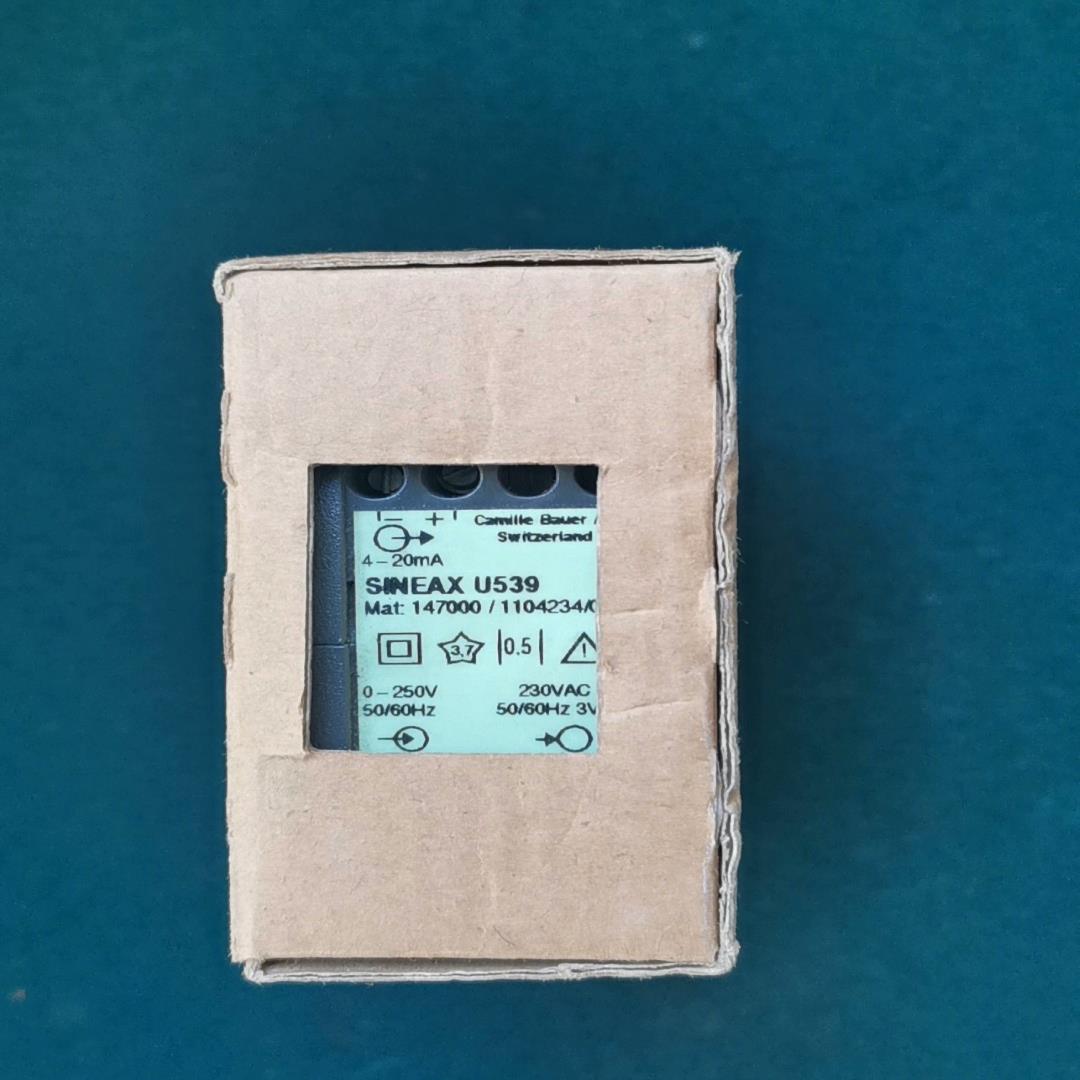 − +
Camille Bauer
Switzerland
4 – 20mA
SINEAX U539
Mat: 147000 / 1104234/
3,7 0.5 !
0 – 250V 230VAC
50/60Hz 50/60Hz 3V